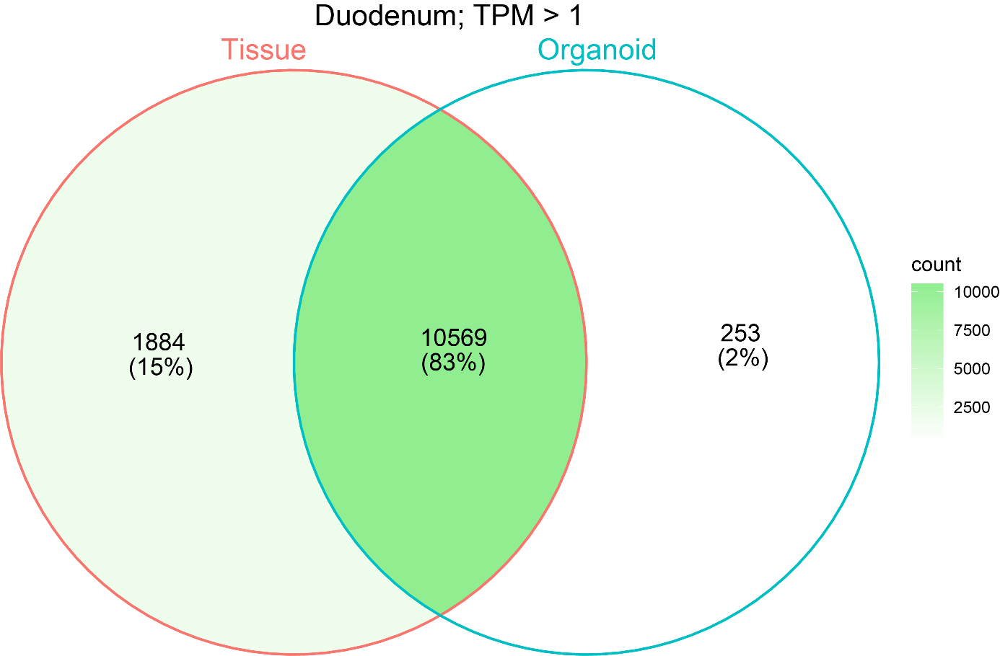 Duodenum; TPM > 1
Tissue
Organoid
1884
(15%)
10569
(83%)
253
(2%)
count
10000
7500
5000
2500